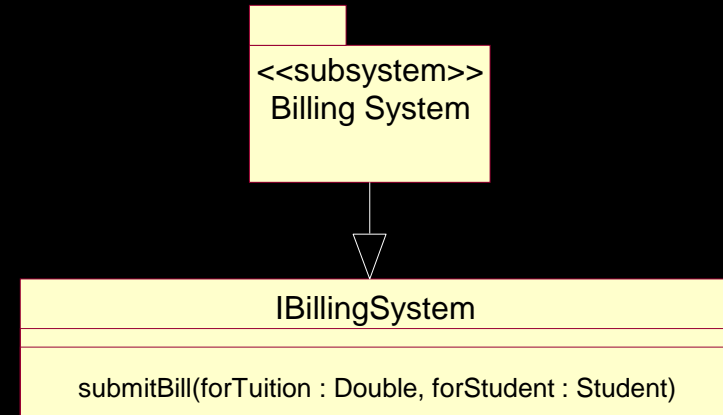 <<subsystem>>
Billing System
IBillingSystem
submitBill(forTuition : Double, forStudent : Student)